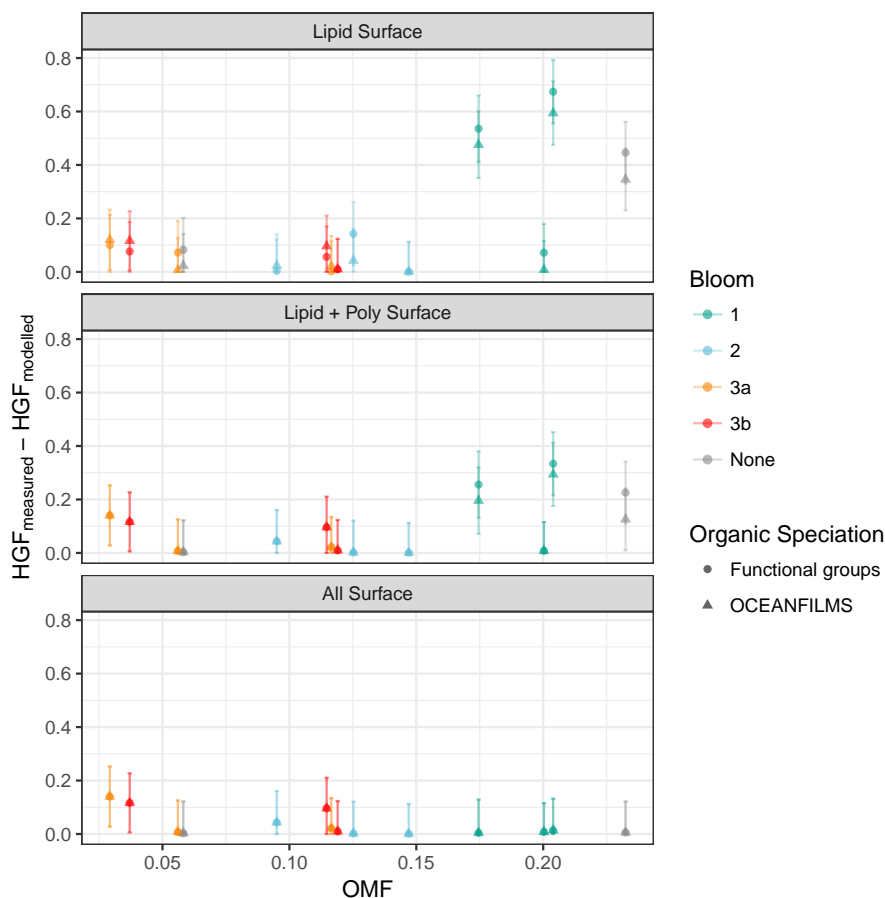 Lipid Surface
0.8
0.6
0.4
0.2
0.0
Lipid + Poly Surface
0.8
0.6
0.4
0.2
0.0
All Surface
0.8
0.6
0.4
0.2
0.0
0.05 0.10 0.15 0.20
OMF
HGFmeasured − HGFmodelled
Bloom
1
2
3a
3b
None
Organic Speciation
Functional groups
OCEANFILMS